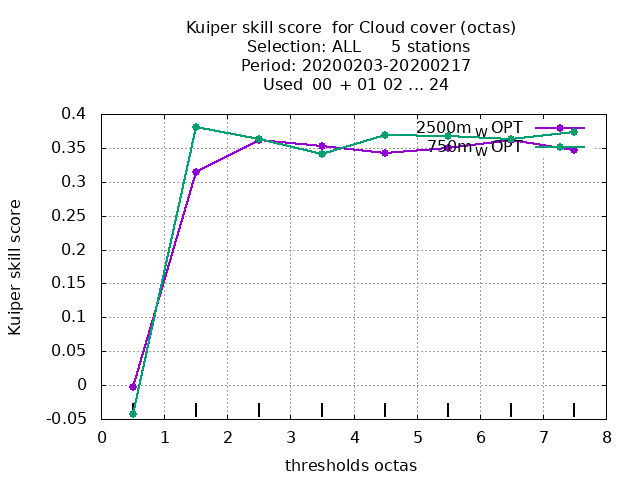 Kuiper skill score  for Cloud cover (octas)
Selection: ALL      5 stations
Period: 20200203-20200217
Used  00 + 01 02 ... 24
2500m W OPT
750m W OPT
0.4
0.35
0.3
0.25
0.2
0.15
0.1
0.05
0
-0.05
0 1 2 3 4 5 6 7 8
Kuiper skill score
thresholds octas